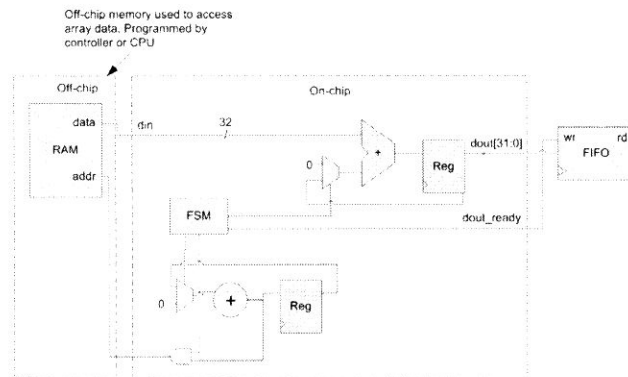 Off-chip memory used to access
array data. Programmed by
controller or CPU
Off-chip
On-chip
data
RAM
addr
din
32
0
+
Reg
dout[31:0]
wr
rd
FIFO
FSM
dout_ready
0
+
Reg